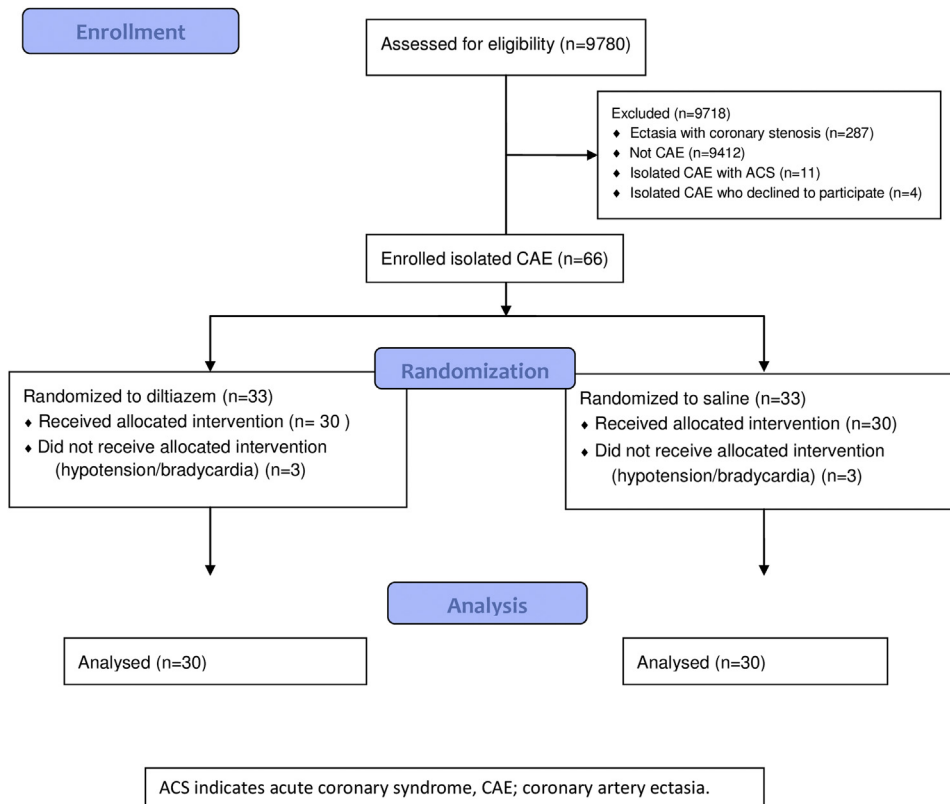 Enrollment
Assessed for eligibility (n=9780)
Excluded (n=9718)
♦ Ectasia with coronary stenosis (n=287)
♦ Not CAE (n=9412)
♦ Isolated CAE with ACS (n=11)
♦ Isolated CAE who declined to participate (n=4)
Enrolled isolated CAE (n=66)
Randomization
Randomized to diltiazem (n=33)
♦ Received allocated intervention (n= 30 )
♦ Did not receive allocated intervention
(hypotension/bradycardia) (n=3)
Randomized to saline (n=33)
♦ Received allocated intervention (n=30)
♦ Did not receive allocated intervention
(hypotension/bradycardia) (n=3)
Analysis
Analysed (n=30)
Analysed (n=30)
ACS indicates acute coronary syndrome, CAE; coronary artery ectasia.